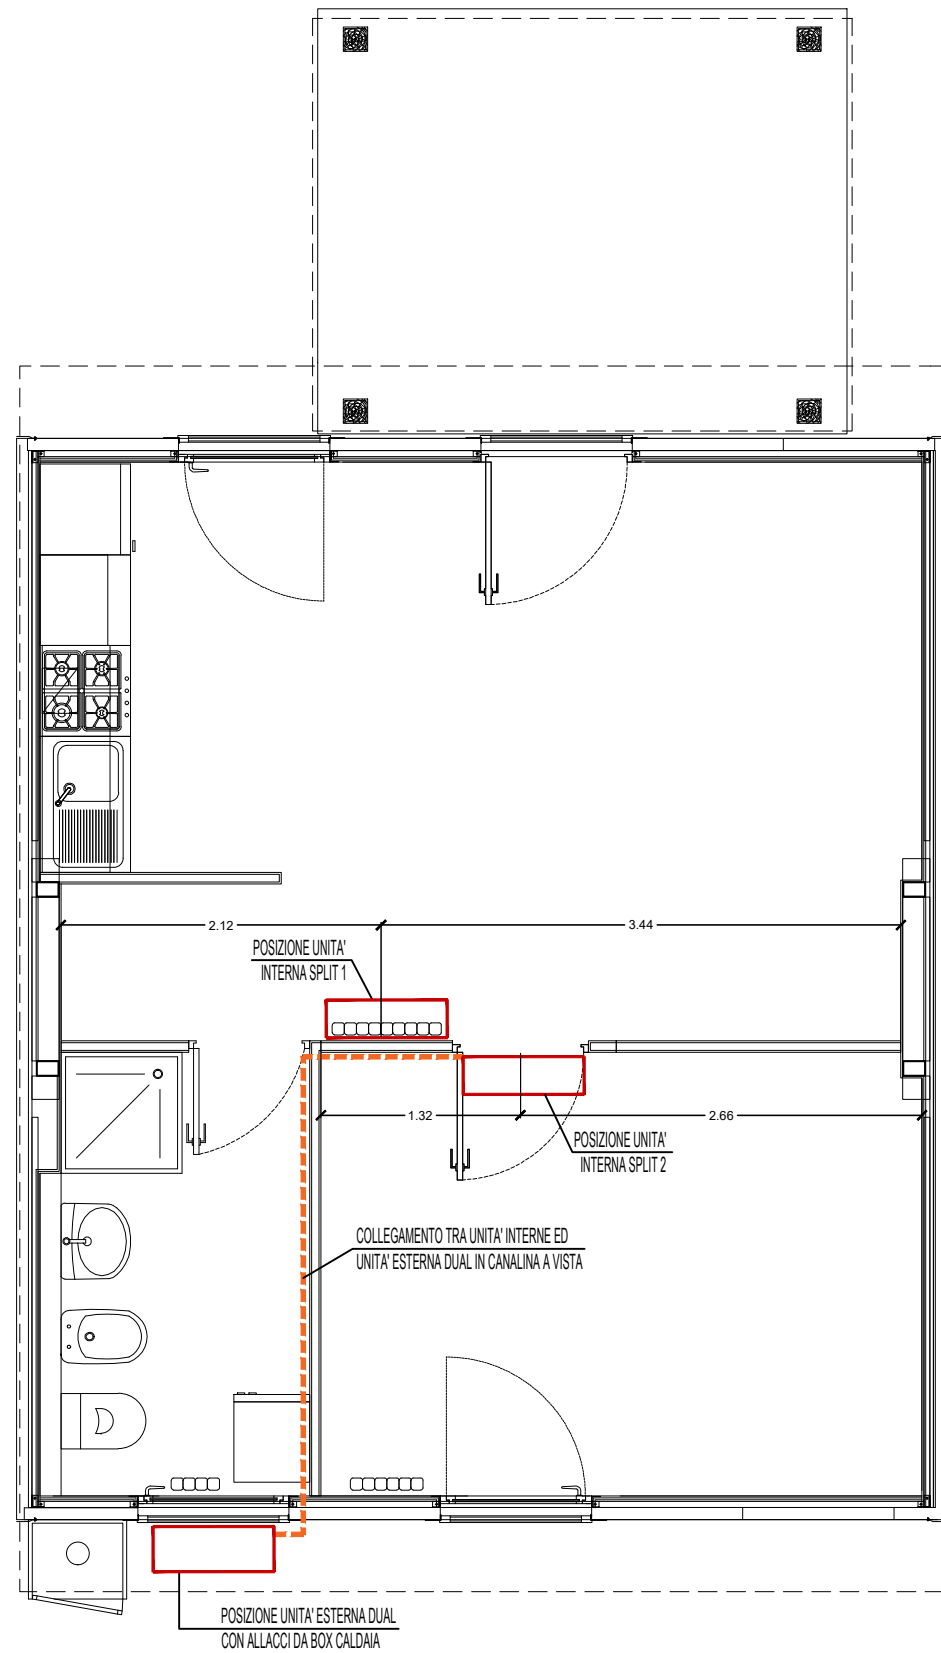 2.12
3.44
POSIZIONE UNITA'
INTERNA SPLIT 1
1.32
2.66
POSIZIONE UNITA'
INTERNA SPLIT 2
COLLEGAMENTO TRA UNITA' INTERNE ED
UNITA' ESTERNA DUAL IN CANALINA A VISTA
POSIZIONE UNITA' ESTERNA DUAL
CON ALLACCI DA BOX CALDAIA